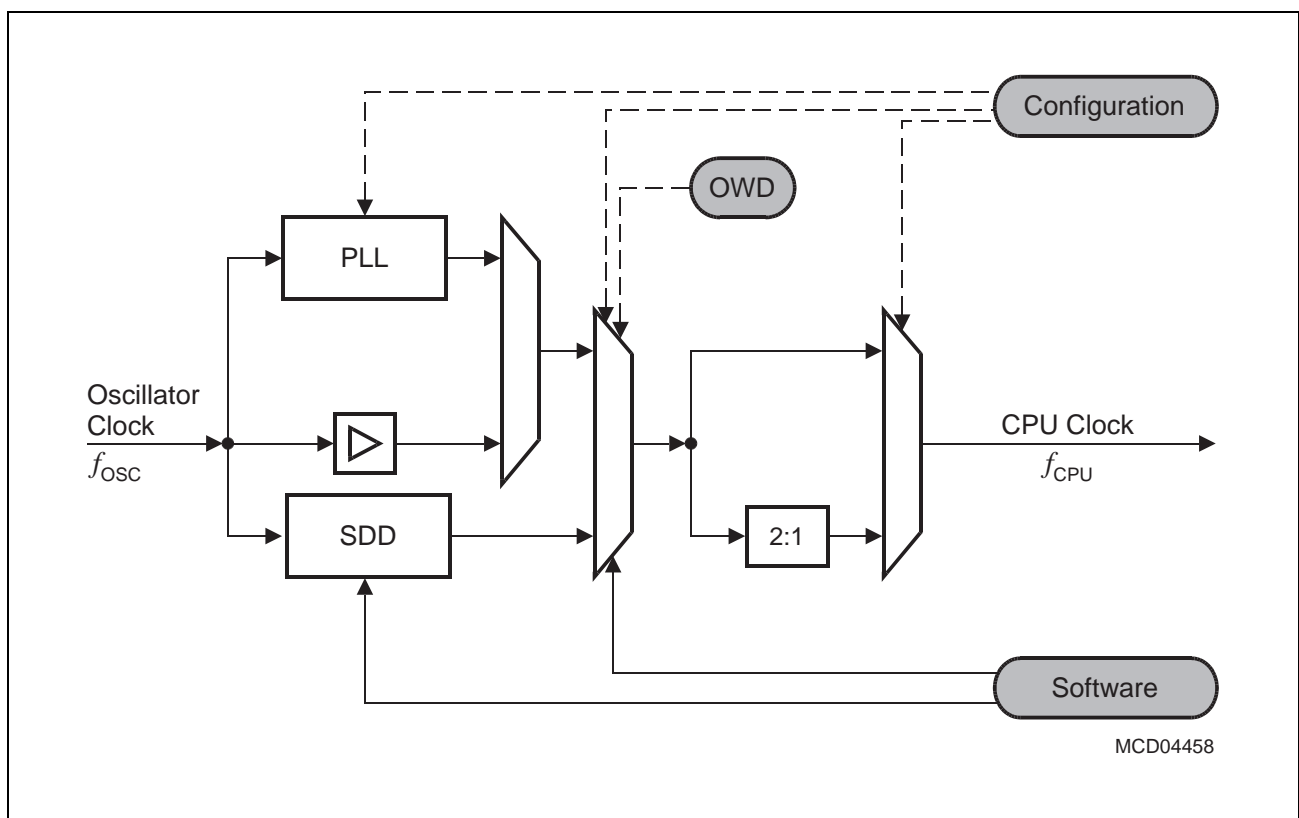 Configuration
OWD
PLL
Oscillator
Clock
fOSC
SDD
2:1
CPU Clock
fCPU
Software
MCD04458